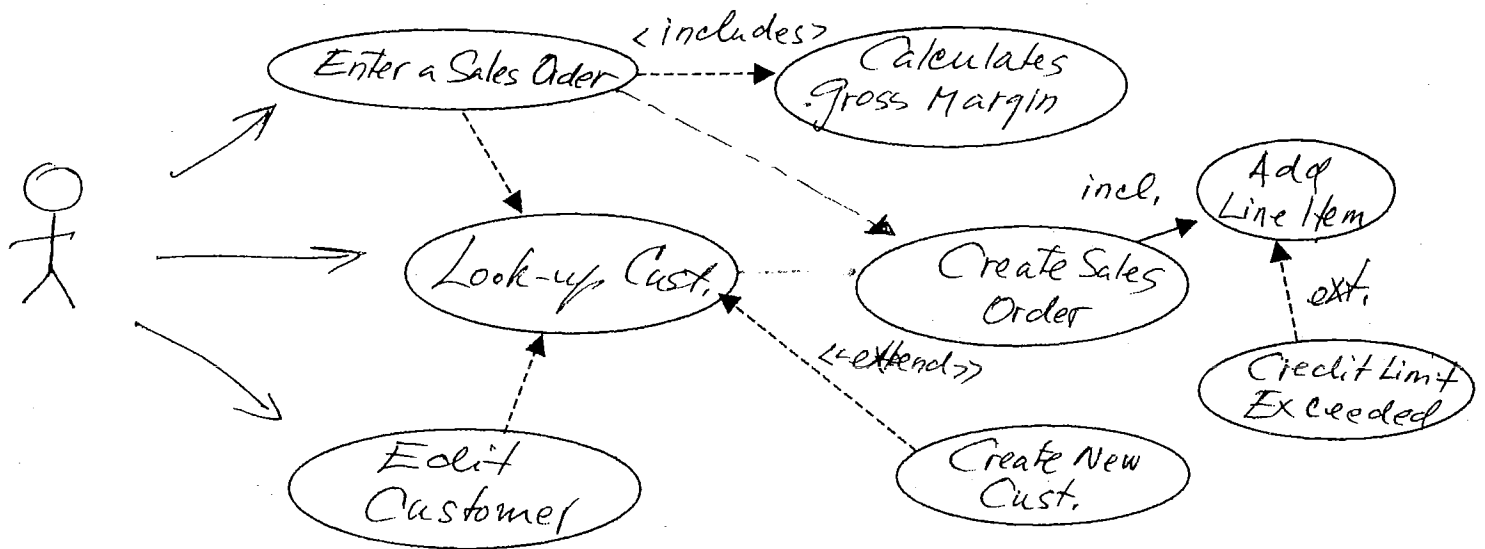 Enter a Sales Order
<includes>
Calculates
Gross Margin
Look-up Cust.
Create Sales
Order
incl.
Add
Line Item
ext.
Credit Limit
Exceeded
<<extend>>
Create New
Cust.
Edit
Customer